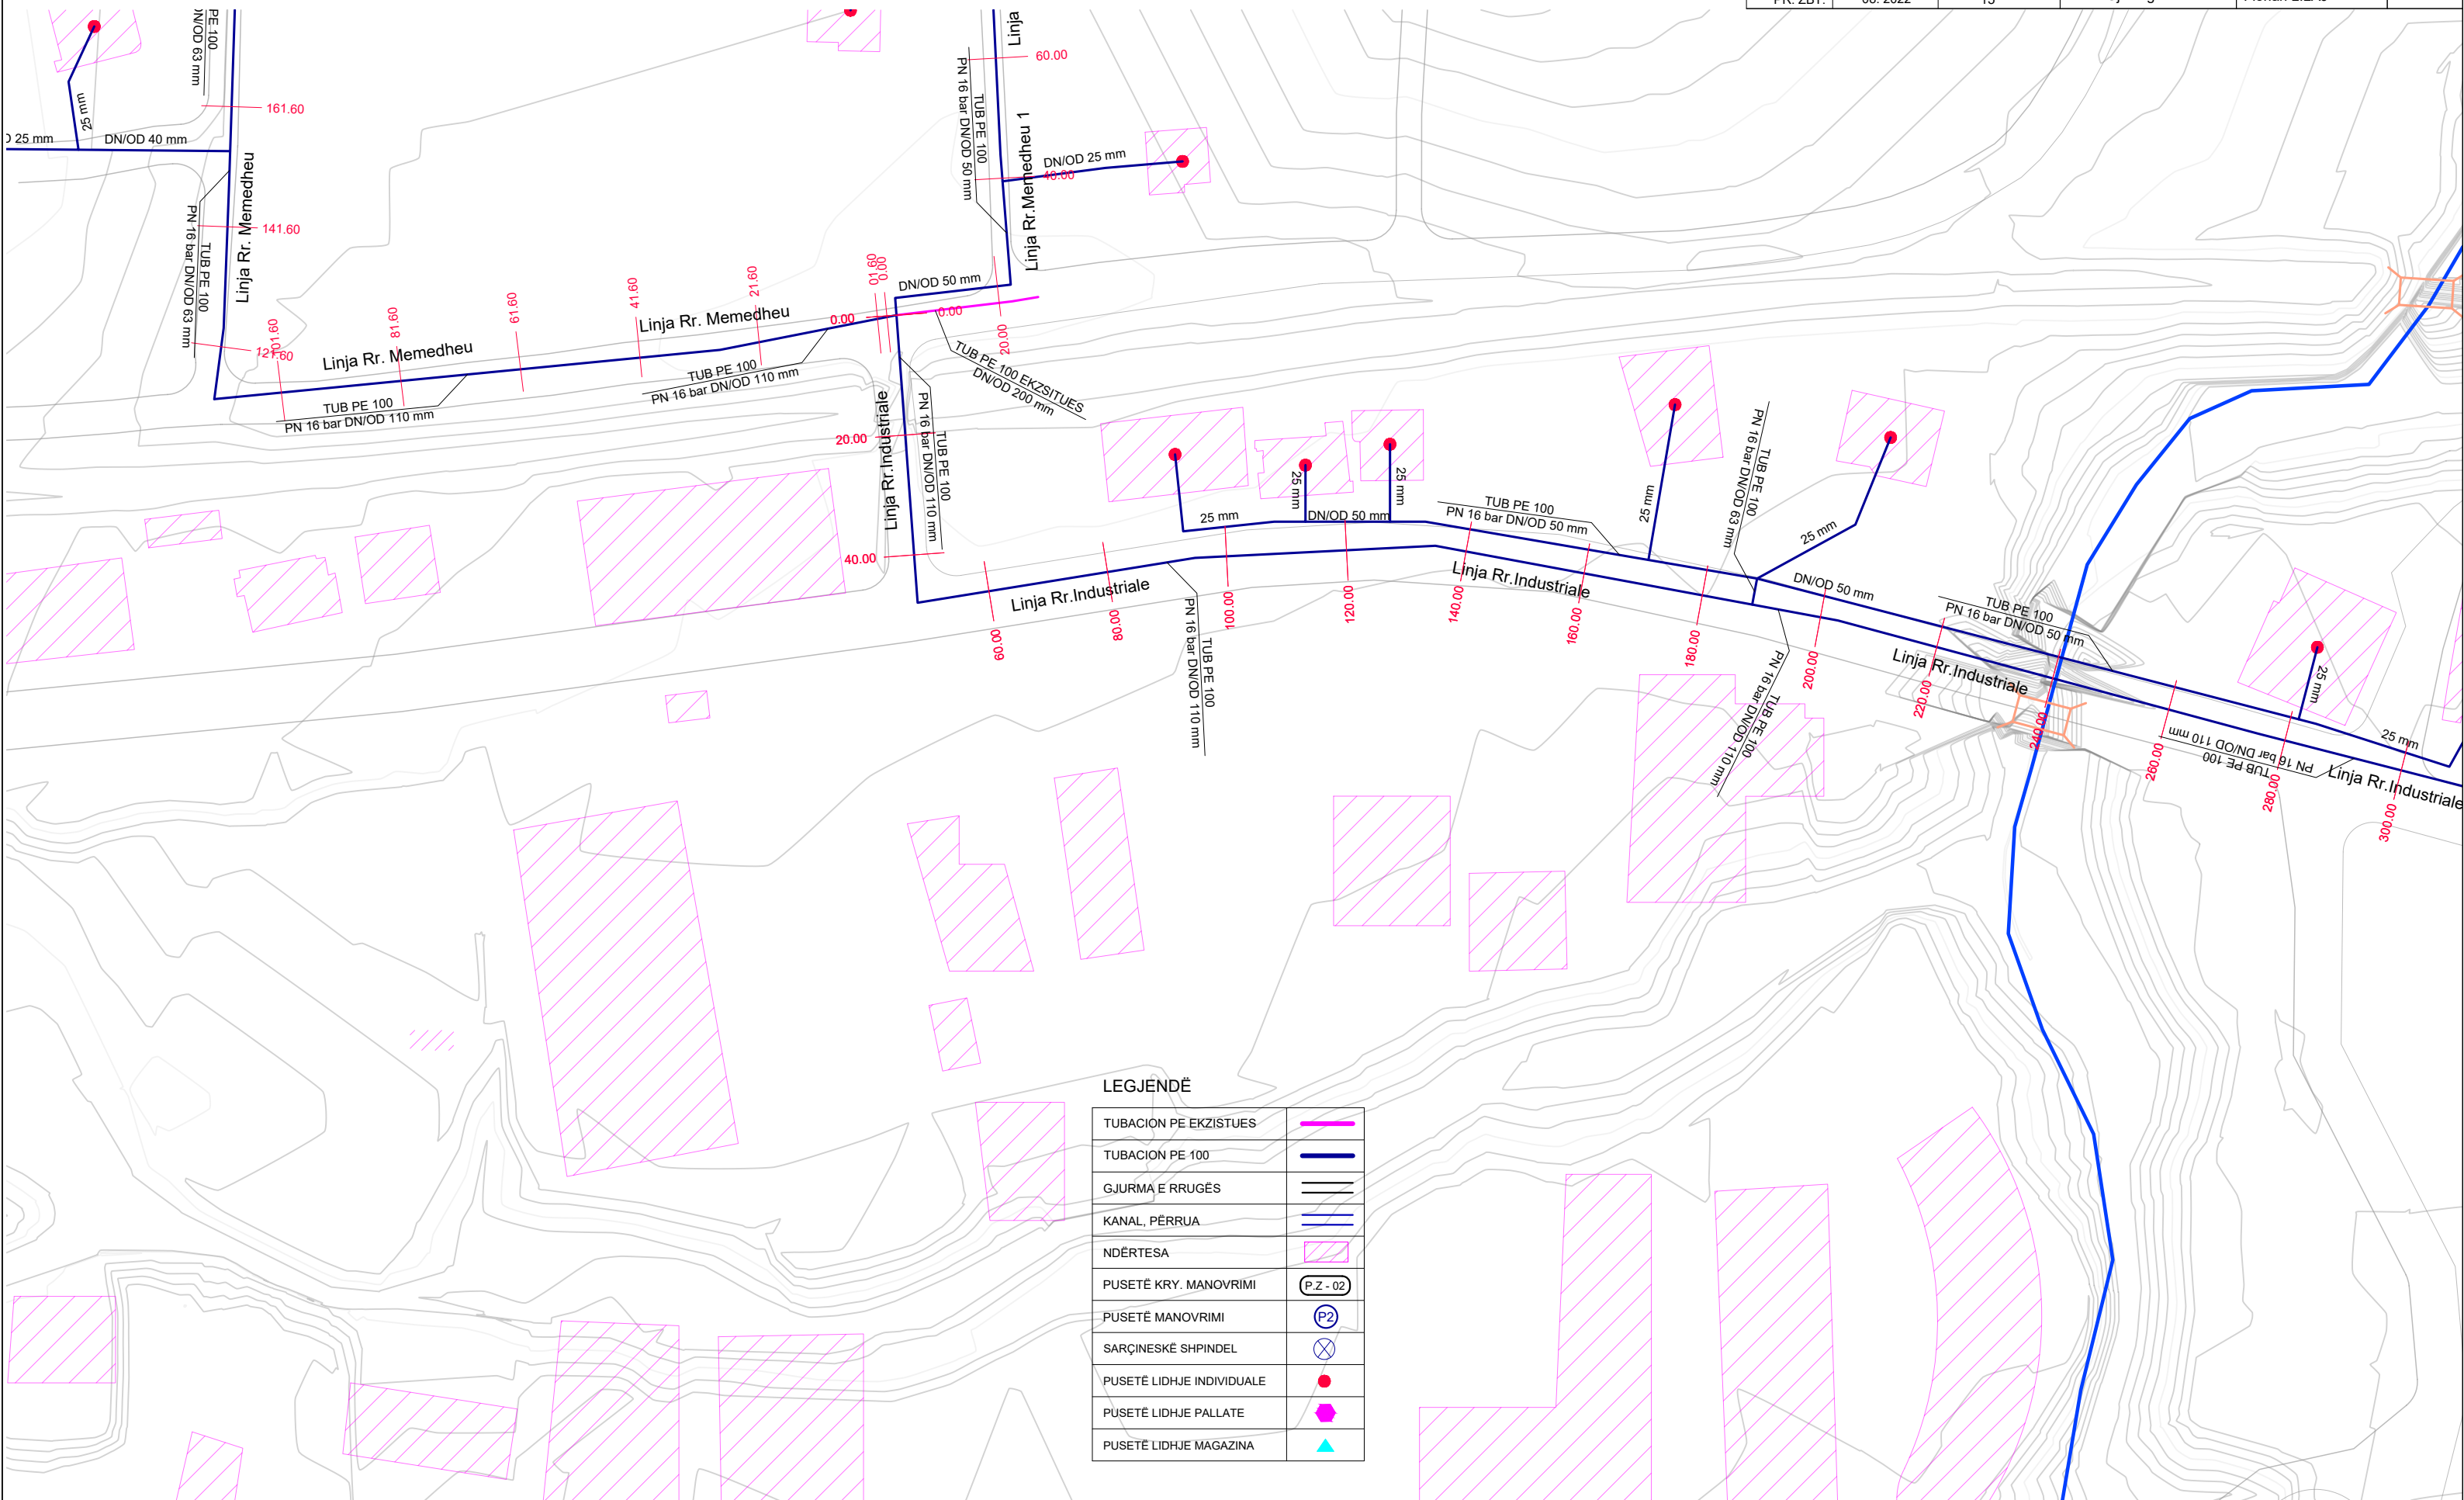 PR. ZBT.
08. 2022
15
PE 100
N/OD 63 mm
161.60
25 mm
25 mm
DN/OD 40 mm
Linja Rr. Memedheu
141.60
TUB PE 100
PN 16 bar DN/OD 63 mm
121.60
101.60
81.60
61.60
41.60
21.60
01.60
0.00
0.00
Linja Rr. Memedheu
Linja Rr. Memedheu
TUB PE 100
PN 16 bar DN/OD 110 mm
TUB PE 100
PN 16 bar DN/OD 110 mm
Linja
60.00
TUB PE 100
PN 16 bar DN/OD 50 mm
Linja Rr.Memedheu 1
DN/OD 25 mm
40.00
DN/OD 50 mm
0.00
20.00
TUB PE 100 EKZSITUES
DN/OD 200 mm
Linja Rr.Industriale
20.00
TUB PE 100
PN 16 bar DN/OD 110 mm
40.00
25 mm
25 mm
DN/OD 50 mm
25 mm
TUB PE 100
PN 16 bar DN/OD 50 mm
25 mm
TUB PE 100
PN 16 bar DN/OD 63 mm
25 mm
DN/OD 50 mm
TUB PE 100
PN 16 bar DN/OD 50 mm
25 mm
25 mm
Linja Rr.Industriale
Linja Rr.Industriale
Linja Rr.Industriale
Linja Rr.Industriale
60.00
80.00
100.00
120.00
140.00
160.00
180.00
200.00
220.00
240.00
260.00
280.00
300.00
TUB PE 100
PN 16 bar DN/OD 110 mm
TUB PE 100
PN 16 bar DN/OD 110 mm
TUB PE 100
PN 16 bar DN/OD 110 mm
LEGJENDË
TUBACION PE EKZISTUES
TUBACION PE 100
GJURMA E RRUGËS
KANAL, PËRRUA
NDËRTESA
PUSETË KRY. MANOVRIMI
P.Z - 02
PUSETË MANOVRIMI
P2
SARÇINESKË SHPINDEL
PUSETË LIDHJE INDIVIDUALE
PUSETË LIDHJE PALLATE
PUSETË LIDHJE MAGAZINA